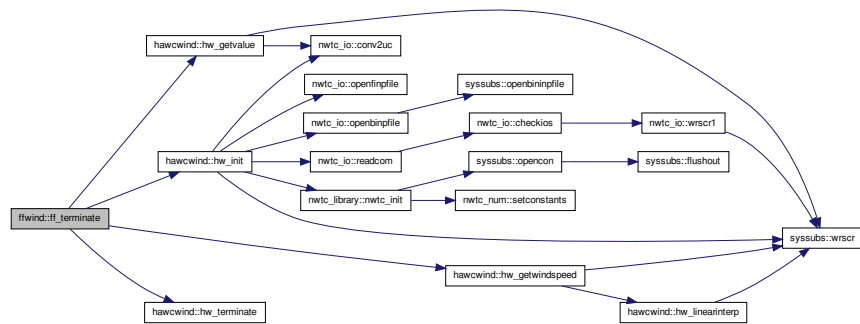 hawcwind::hw_getvalue
nwtc_io::conv2uc
nwtc_io::openfinpfile
syssubs::openbininpfile
nwtc_io::openbinpfile
nwtc_io::checkios
nwtc_io::wrscr1
hawcwind::hw_init
nwtc_io::readcom
syssubs::opencon
syssubs::flushout
nwtc_library::nwtc_init
nwtc_num::setconstants
ffwind::ff_terminate
syssubs::wrscr
hawcwind::hw_getwindspeed
hawcwind::hw_terminate
hawcwind::hw_linearinterp